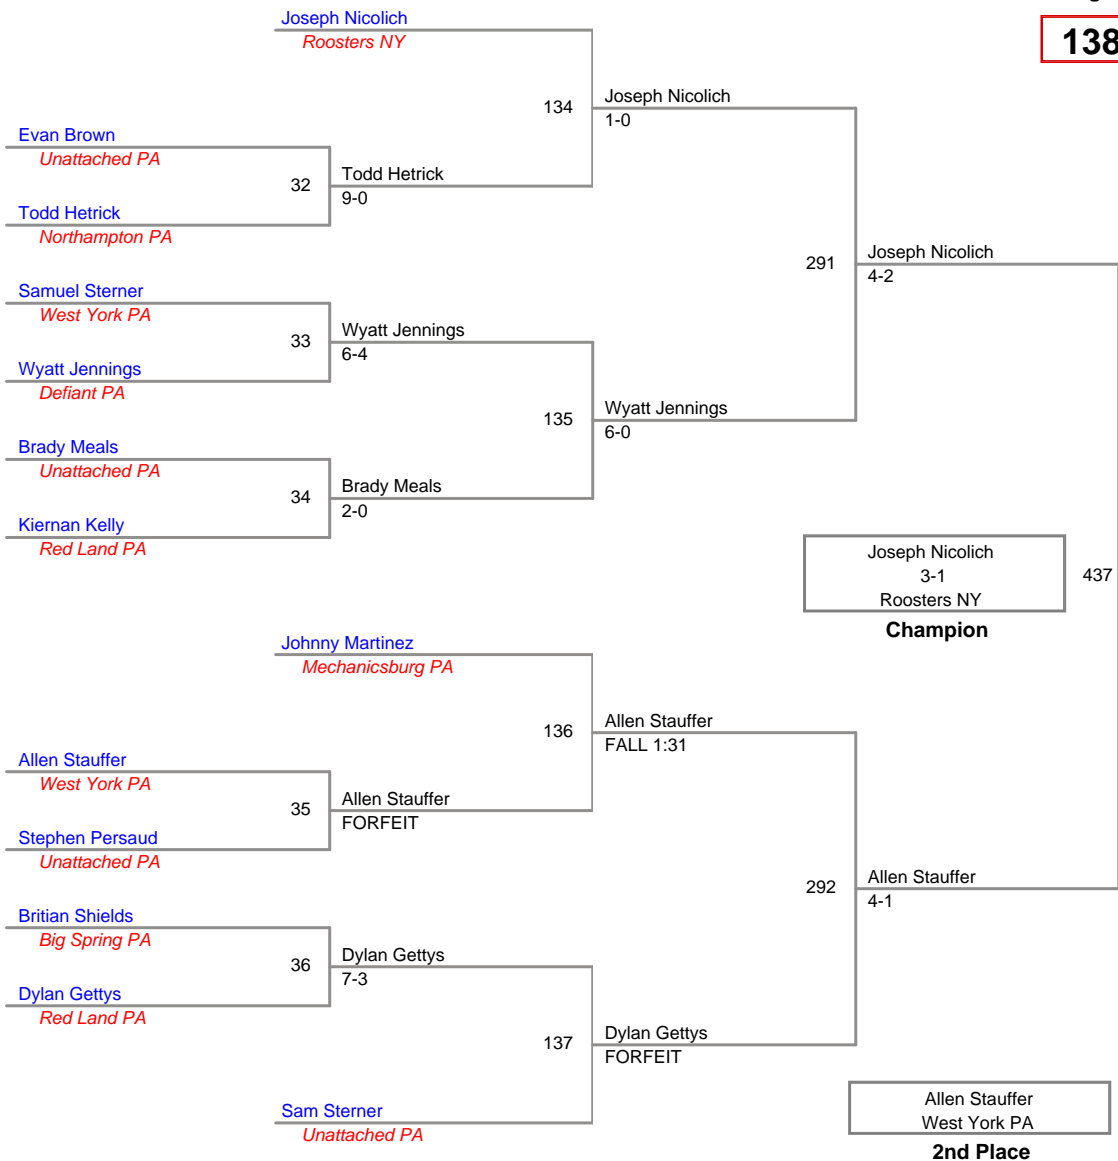 Joseph Nicolich
Roosters NY
138
134
Joseph Nicolich
1-0
Evan Brown
Unattached PA
32
Todd Hetrick
9-0
Todd Hetrick
Northampton PA
291
Joseph Nicolich
4-2
Samuel Sterner
West York PA
33
Wyatt Jennings
6-4
Wyatt Jennings
Defiant PA
135
Wyatt Jennings
6-0
Brady Meals
Unattached PA
34
Brady Meals
2-0
Kiernan Kelly
Red Land PA
Joseph Nicolich
3-1
Roosters NY
437
Champion
Johnny Martinez
Mechanicsburg PA
136
Allen Stauffer
FALL 1:31
Allen Stauffer
West York PA
35
Allen Stauffer
FORFEIT
Stephen Persaud
Unattached PA
292
Allen Stauffer
4-1
Britian Shields
Big Spring PA
36
Dylan Gettys
7-3
Dylan Gettys
Red Land PA
137
Dylan Gettys
FORFEIT
Sam Sterner
Unattached PA
Allen Stauffer
West York PA
2nd Place